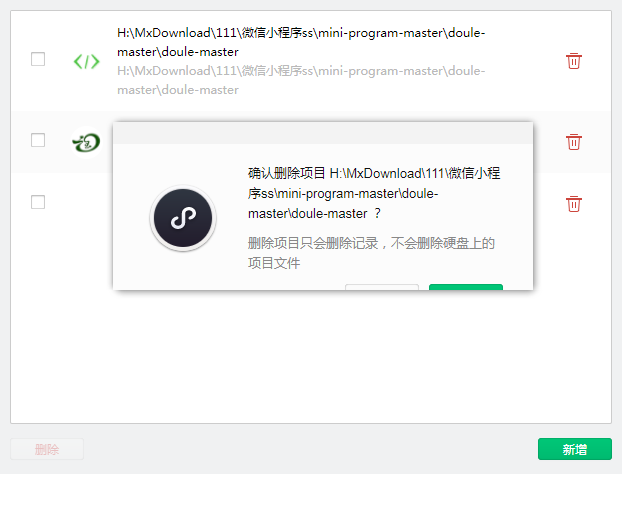 H:\MxDownload\111\微信小程序ss\mini-program-master\doule-
master\doule-master
H:\MxDownload\111\微信小程序ss\mini-program-master\doule-
master\doule-master
确认删除项目 H:\MxDownload\111\微信小程
序ss\mini-program-master\doule-
master\doule-master ？
删除项目只会删除记录，不会删除硬盘上的
项目文件
删除
新增